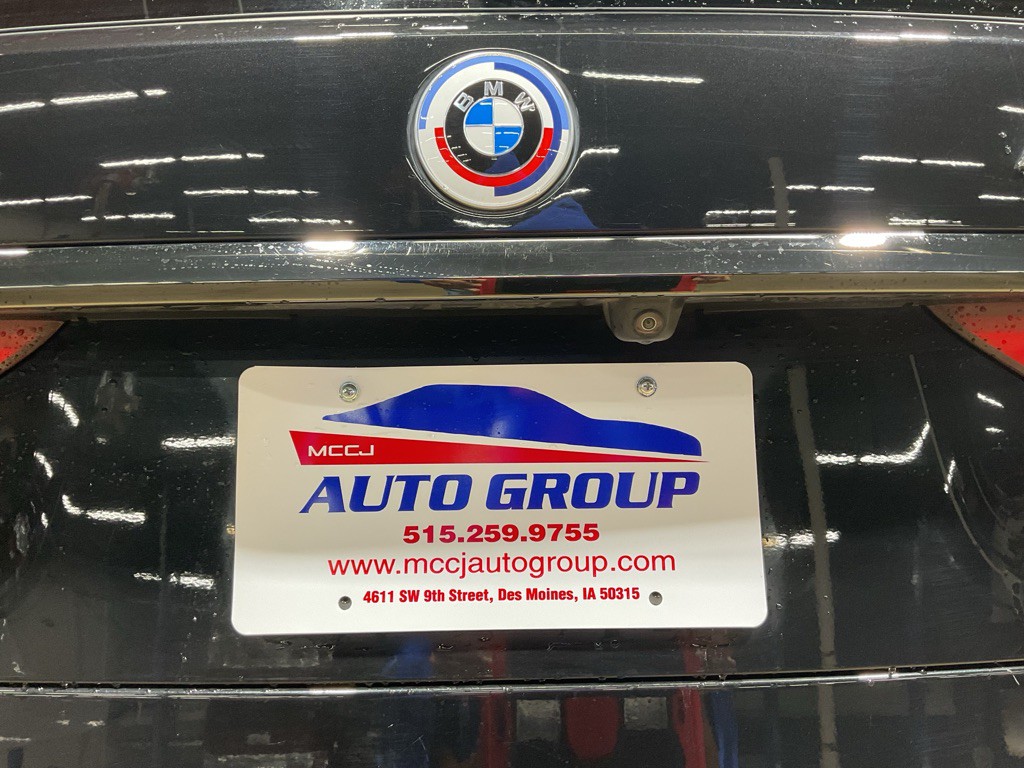 BMW
MCCJ
AUTO GROUP
515.259.9755
www.mccjautogroup.com
4611 SW 9th Street, Des Moines, IA 50315